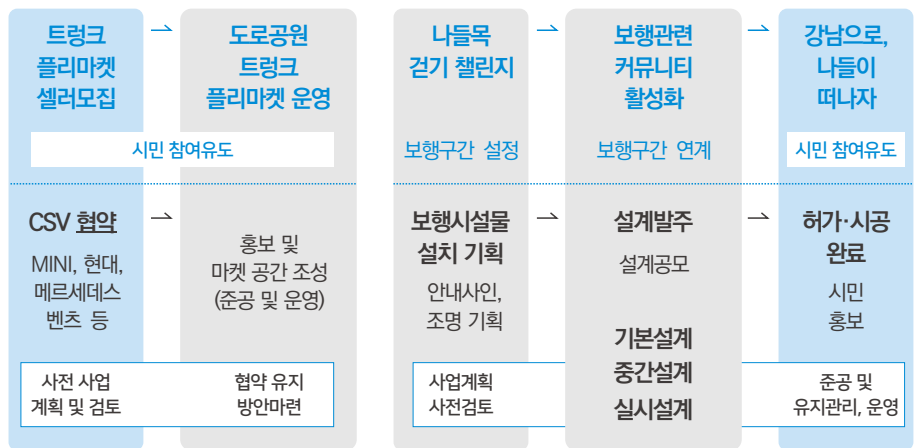 트렁크
플리마켓
셀러모집
→
도로공원
트렁크
플리마켓 운영
시민 참여유도
CSV 협약
MINI, 현대,
메르세데스
벤츠 등
→
홍보 및
마켓 공간 조성
(준공 및 운영)
사전 사업
계획 및 검토
협약 유지
방안마련
나들목
걷기 챌린지
→
보행관련
커뮤니티
활성화
→
강남으로,
나들이
떠나자
보행구간 설정
보행구간 연계
시민 참여유도
보행시설물
설치 기획
안내사인,
조명 기획
→
설계발주
설계공모
기본설계
중간설계
실시설계
→
허가·시공
완료
시민
홍보
사업계획
사전검토
준공 및
유지관리, 운영